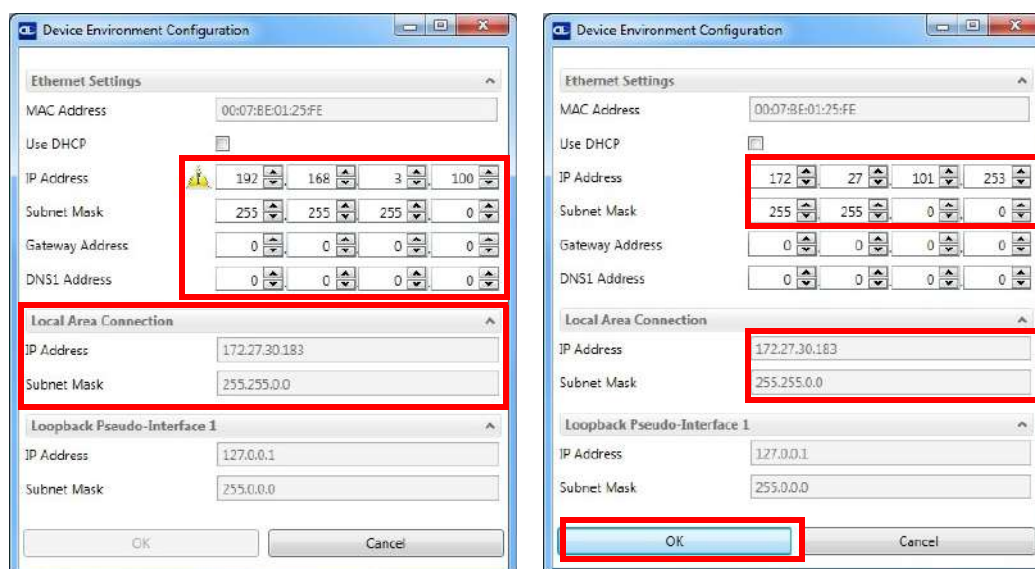 Device Environment Configuration
Ethernet Settings
MAC Address 00:07:BE:01:25:FE
Use DHCP
IP Address 192 . 168 . 3 . 100
Subnet Mask 255 . 255 . 255 . 0
Gateway Address 0 . 0 . 0 . 0
DNS1 Address 0 . 0 . 0 . 0
Local Area Connection
IP Address 172.27.30.183
Subnet Mask 255.255.0.0
Loopback Pseudo-Interface 1
IP Address 127.0.0.1
Subnet Mask 255.0.0.0
OK Cancel
Device Environment Configuration
Ethernet Settings
MAC Address 00:07:BE:01:25:FE
Use DHCP
IP Address 172 . 27 . 101 . 253
Subnet Mask 255 . 255 . 0 . 0
Gateway Address 0 . 0 . 0 . 0
DNS1 Address 0 . 0 . 0 . 0
Local Area Connection
IP Address 172.27.30.183
Subnet Mask 255.255.0.0
Loopback Pseudo-Interface 1
IP Address 127.0.0.1
Subnet Mask 255.0.0.0
OK Cancel